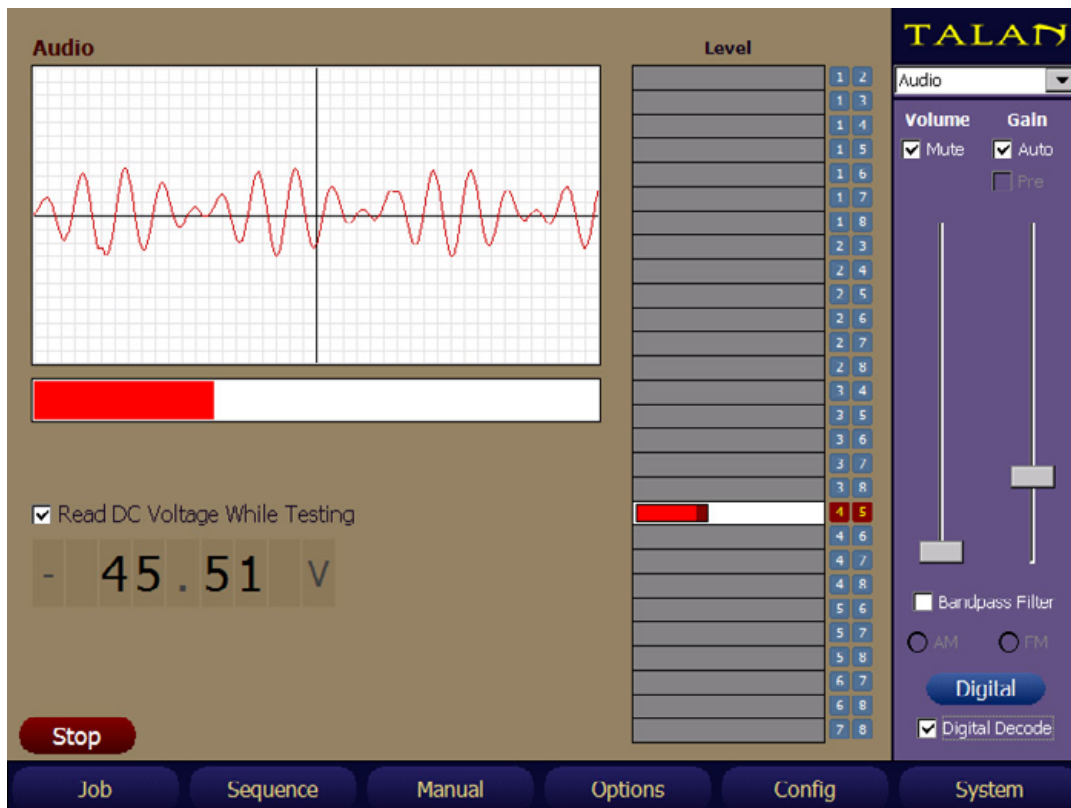 TALAN
Audio
Level
Audio
Volume Gain
Mute Auto
Pre
1 2
1 3
1 4
1 5
1 6
1 7
1 8
2 3
2 4
2 5
2 6
2 7
2 8
3 4
3 5
3 6
3 7
3 8
4 5
4 6
4 7
4 8
5 6
5 7
5 8
6 7
6 8
7 8
Read DC Voltage While Testing
- 45.51 V
Bandpass Filter
AM FM
Digital
Digital Decode
Stop
Job Sequence Manual Options Config System